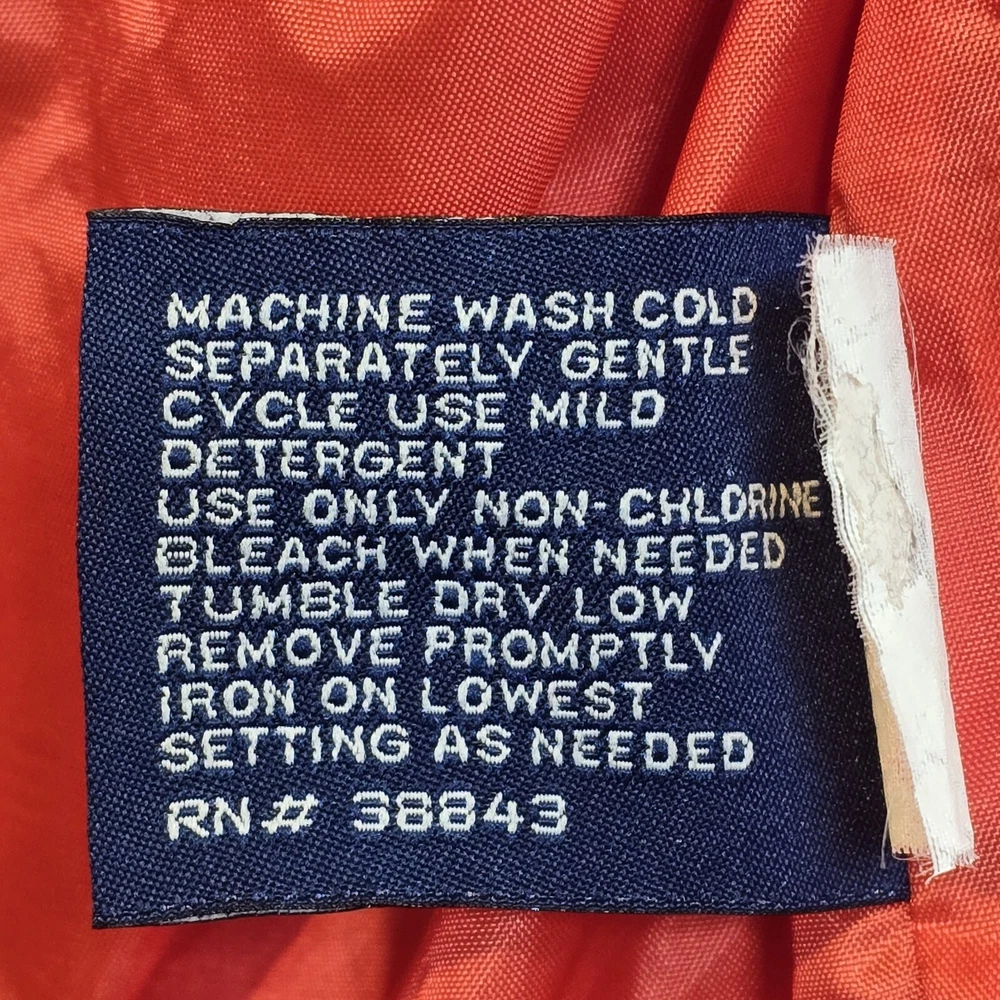 MACHINE WASH COLD
SEPARATELY GENTLE
CYCLE USE MILD
DETERGENT
USE ONLY NON-CHLORINE
BLEACH WHEN NEEDED
TUMBLE DRY LOW
REMOVE PROMPTLY
IRON ON LOWEST
SETTING AS NEEDED
RN# 38843